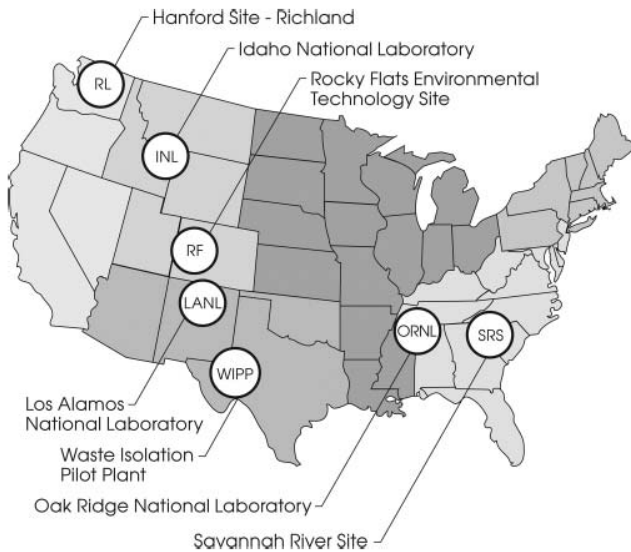 Hanford Site - Richland
Idaho National Laboratory
Rocky Flats Environmental
Technology Site
RL
INL
RF
LANL
ORNL
SRS
WIPP
Los Alamos
National Laboratory
Waste Isolation
Pilot Plant
Oak Ridge National Laboratory
Savannah River Site